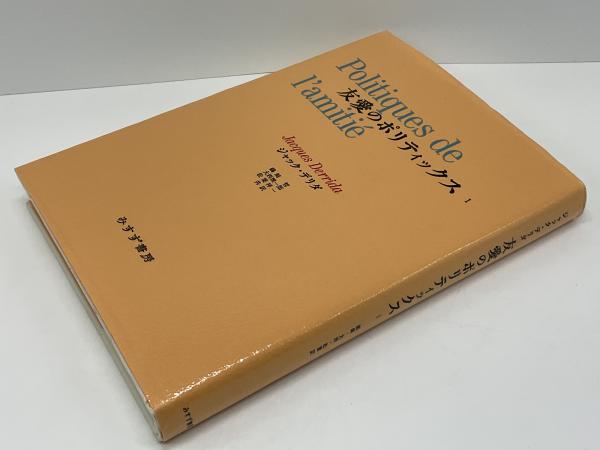 Politiques de
l'amitié
友愛のポリティックス 1
Jacques Derrida
ジャック・デリダ
みすず書房
ジャック・デリダ
友愛のポリティックス
みすず書房